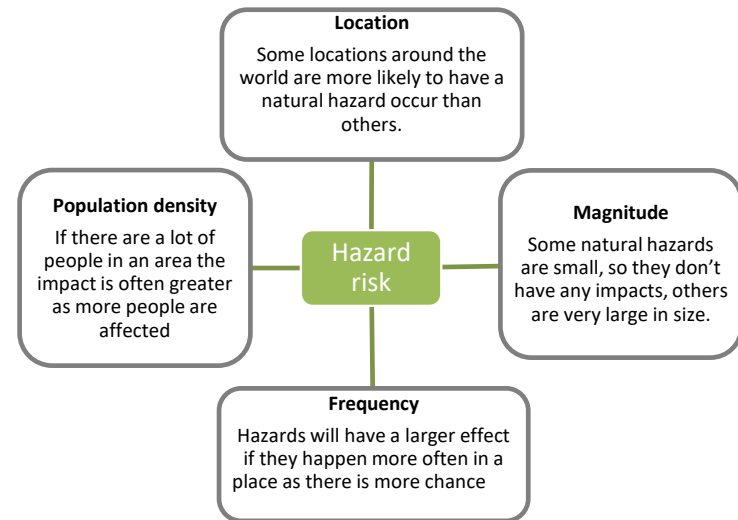 Location
Some locations around the
world are more likely to have a
natural hazard occur than
others.
Population density
If there are a lot of
people in an area the
impact is often greater
as more people are
affected
Hazard
risk
Magnitude
Some natural hazards
are small, so they don't
have any impacts, others
are very large in size.
Frequency
Hazards will have a larger effect
if they happen more often in a
place as there is more chance